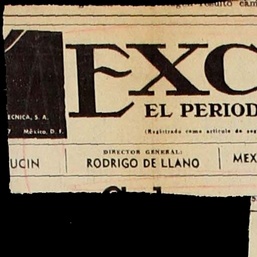 EXC
ECNICA, S. A.
EL PERIOD
7 México, D. F.
(Registrado como artículo de seg
DIRECTOR GENERAL:
UCIN RODRIGO DE LLANO MEX